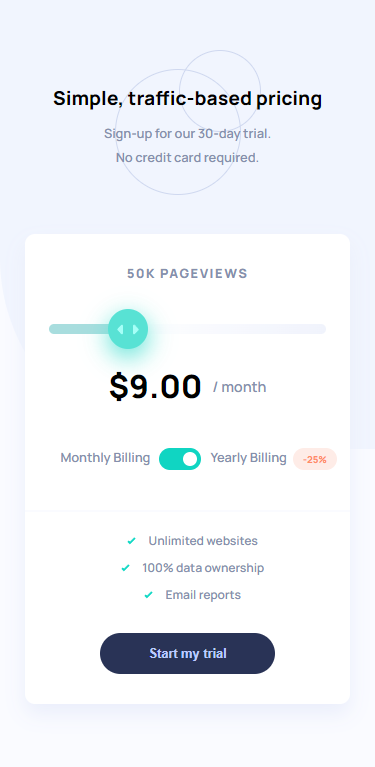 Simple, traffic-based pricing
Sign-up for our 30-day trial.
No credit card required.
50K PAGEVIEWS
$9.00 / month
Monthly Billing Yearly Billing -25%
Unlimited websites
100% data ownership
Email reports
Start my trial